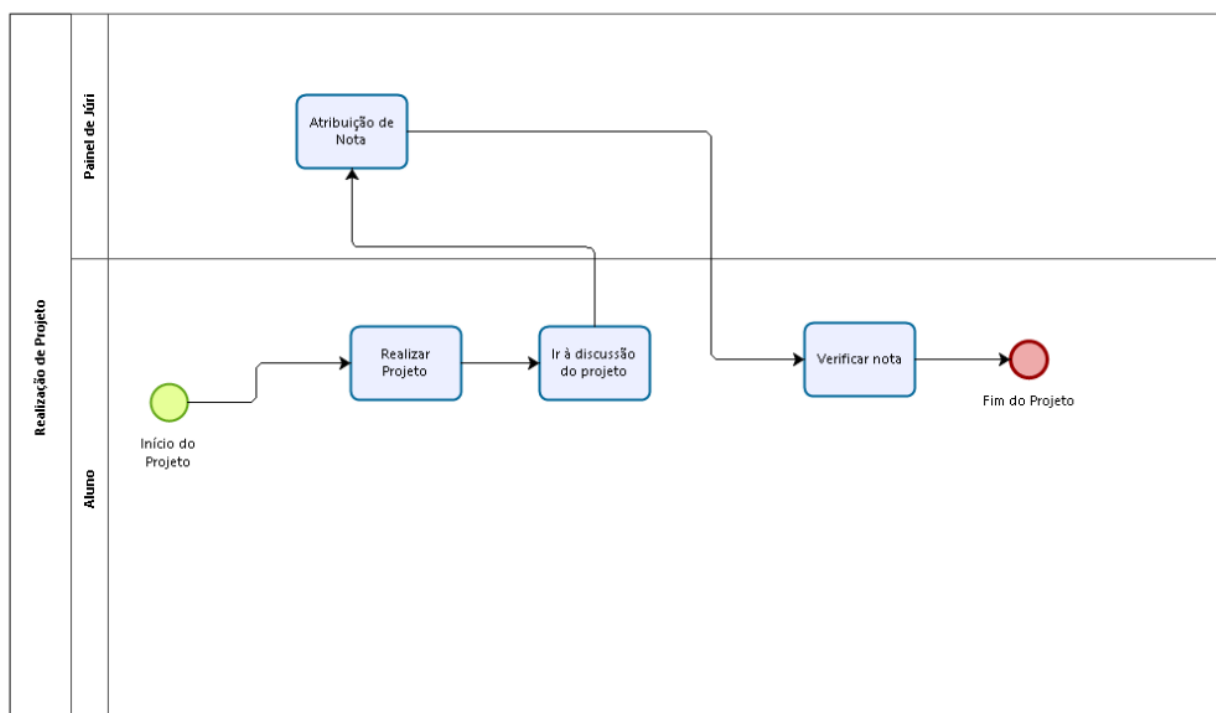 Realização de Projeto
Painel de Júri
Atribuição de
Nota
Aluno
Início do
Projeto
Realizar
Projeto
Ir à discussão
do projeto
Verificar nota
Fim do Projeto